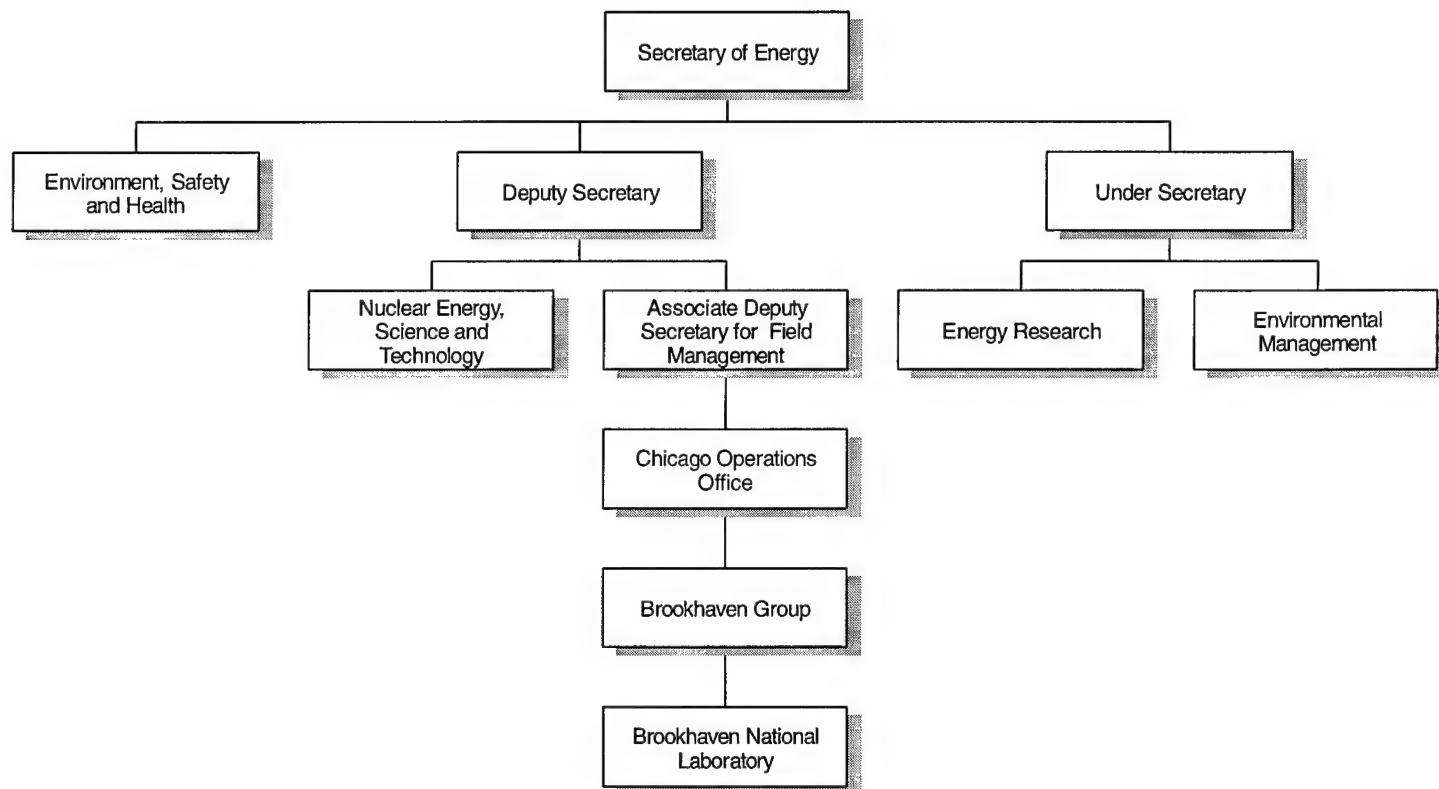 Secretary of Energy
Environment, Safety
and Health
Deputy Secretary
Under Secretary
Nuclear Energy,
Science and
Technology
Associate Deputy
Secretary for Field
Management
Energy Research
Environmental
Management
Chicago Operations
Office
Brookhaven Group
Brookhaven National
Laboratory